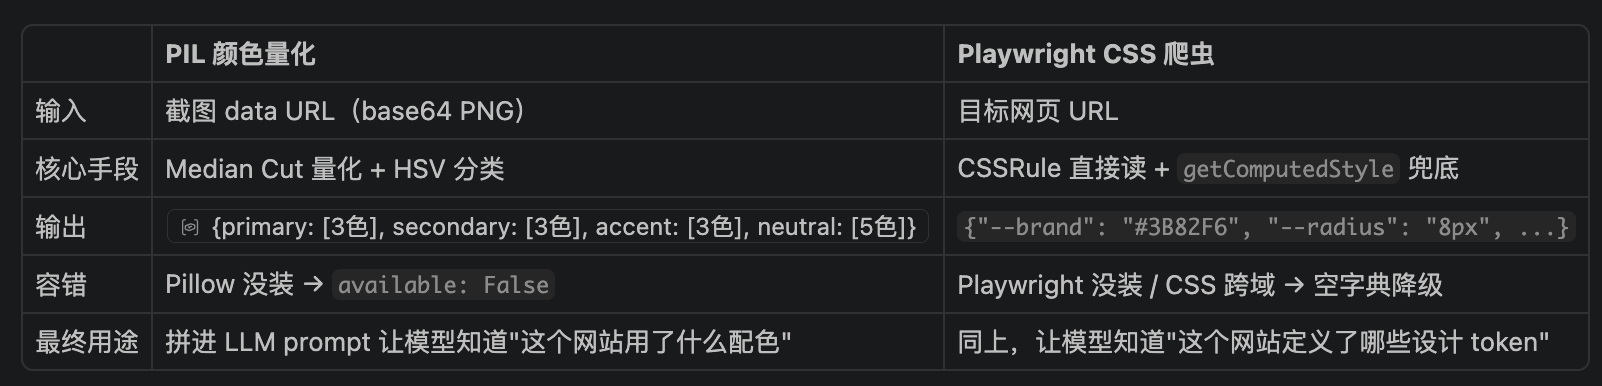 PIL 颜色量化 Playwright CSS 爬虫
输入 截图 data URL（base64 PNG） 目标网页 URL
核心手段 Median Cut 量化 + HSV 分类 CSSRule 直接读 + getComputedStyle 兜底
输出 {primary: [3色], secondary: [3色], accent: [3色], neutral: [5色]} {"--brand": "#3B82F6", "--radius": "8px", ...}
容错 Pillow 没装 → available: False Playwright 没装 / CSS 跨域 → 空字典降级
最终用途 拼进 LLM prompt 让模型知道"这个网站用了什么配色" 同上，让模型知道"这个网站定义了哪些设计 token"